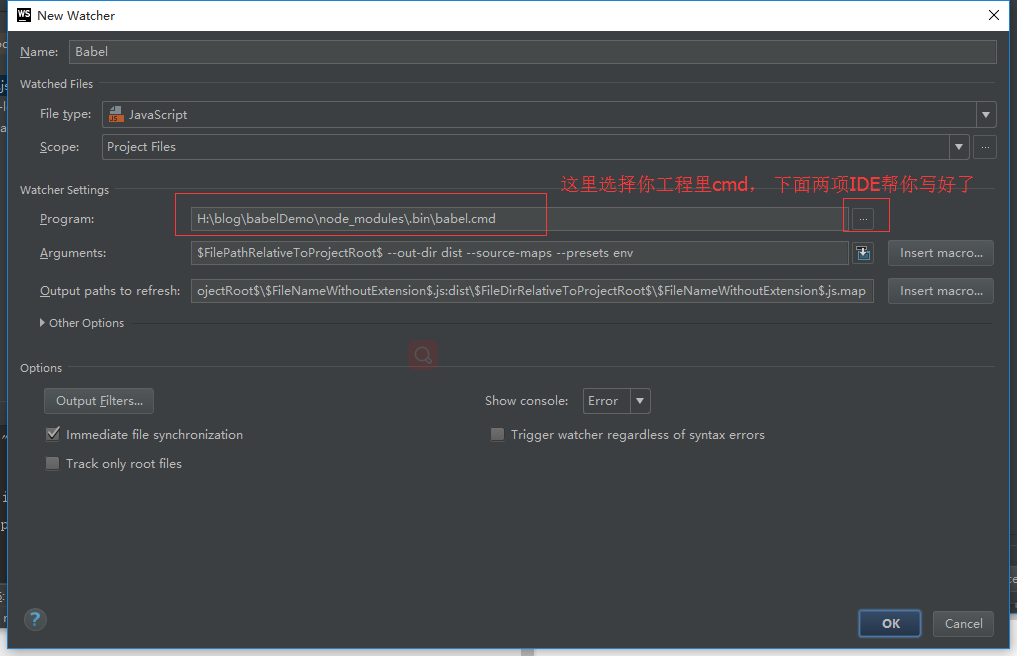 WS New Watcher
Name: Babel
Watched Files
File type: JavaScript
Scope: Project Files
这里选择你工程里cmd， 下面两项IDE帮你写好了
Watcher Settings
Program: H:\blog\babelDemo\node_modules\.bin\babel.cmd
Arguments: $FilePathRelativeToProjectRoot$ --out-dir dist --source-maps --presets env Insert macro...
Output paths to refresh: ojectRoot$\$FileNameWithoutExtension$.js:dist\$FileDirRelativeToProjectRoot$\$FileNameWithoutExtension$.js.map Insert macro...
Other Options
Options
Output Filters... Show console: Error
Immediate file synchronization Trigger watcher regardless of syntax errors
Track only root files
? OK Cancel